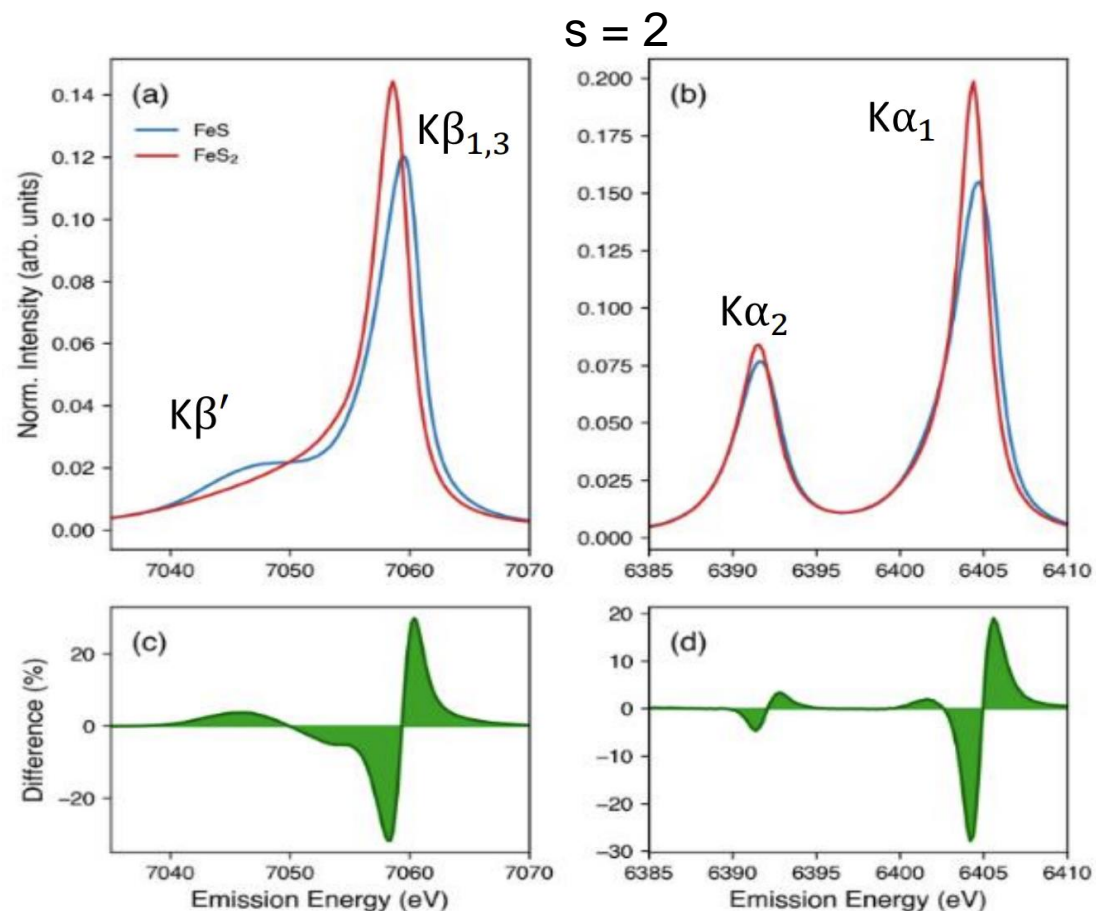 s = 2
(a)
FeS
FeS₂
Kβ₁,₃
Kβ′
0.14
0.12
0.10
0.08
0.06
0.04
0.02
0.00
Norm. Intensity (arb. units)
7040 7050 7060 7070
(b)
Kα₁
Kα₂
0.200
0.175
0.150
0.125
0.100
0.075
0.050
0.025
0.000
6385 6390 6395 6400 6405 6410
(c)
20
0
−20
Difference (%)
7040 7050 7060 7070
Emission Energy (eV)
(d)
20
10
0
−10
−20
−30
6385 6390 6395 6400 6405 6410
Emission Energy (eV)